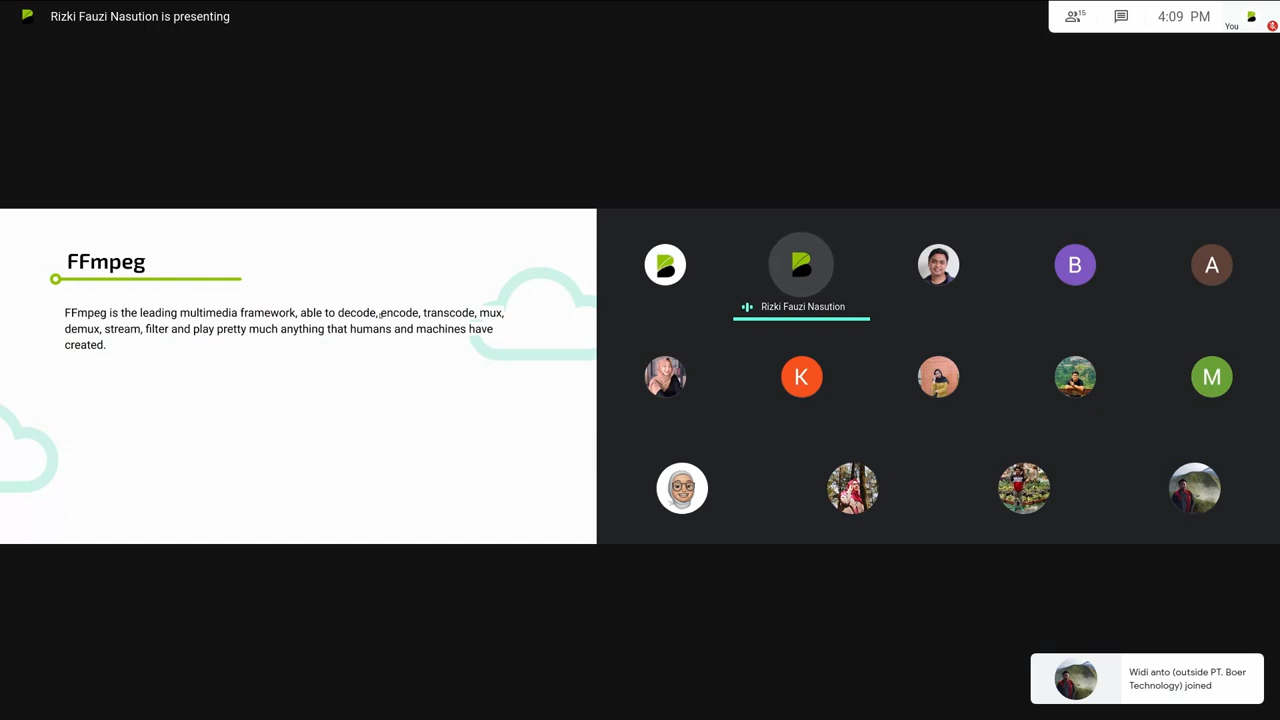 Rizki Fauzi Nasution is presenting
15
4:09 PM
You
FFmpeg
FFmpeg is the leading multimedia framework, able to decode, encode, transcode, mux,
demux, stream, filter and play pretty much anything that humans and machines have
created.
Rizki Fauzi Nasution
B
A
K
M
Widi anto (outside PT. Boer
Technology) joined